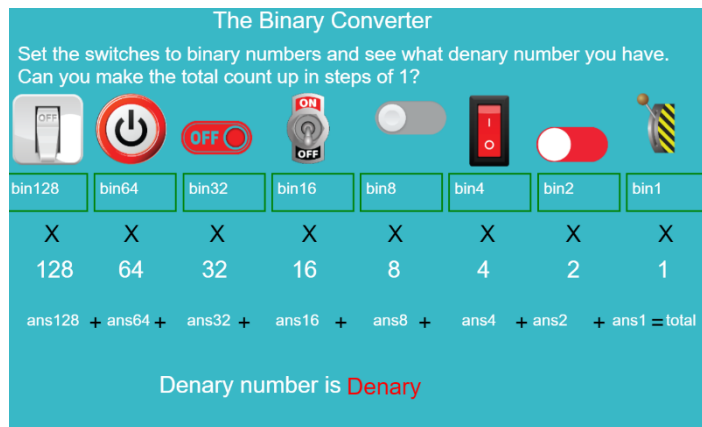 The Binary Converter
Set the switches to binary numbers and see what denary number you have.
Can you make the total count up in steps of 1?
OFF OFF ON OFF I O
bin128 bin64 bin32 bin16 bin8 bin4 bin2 bin1
X X X X X X X X
128 64 32 16 8 4 2 1
ans128 + ans64 + ans32 + ans16 + ans8 + ans4 + ans2 + ans1 = total
Denary number is Denary